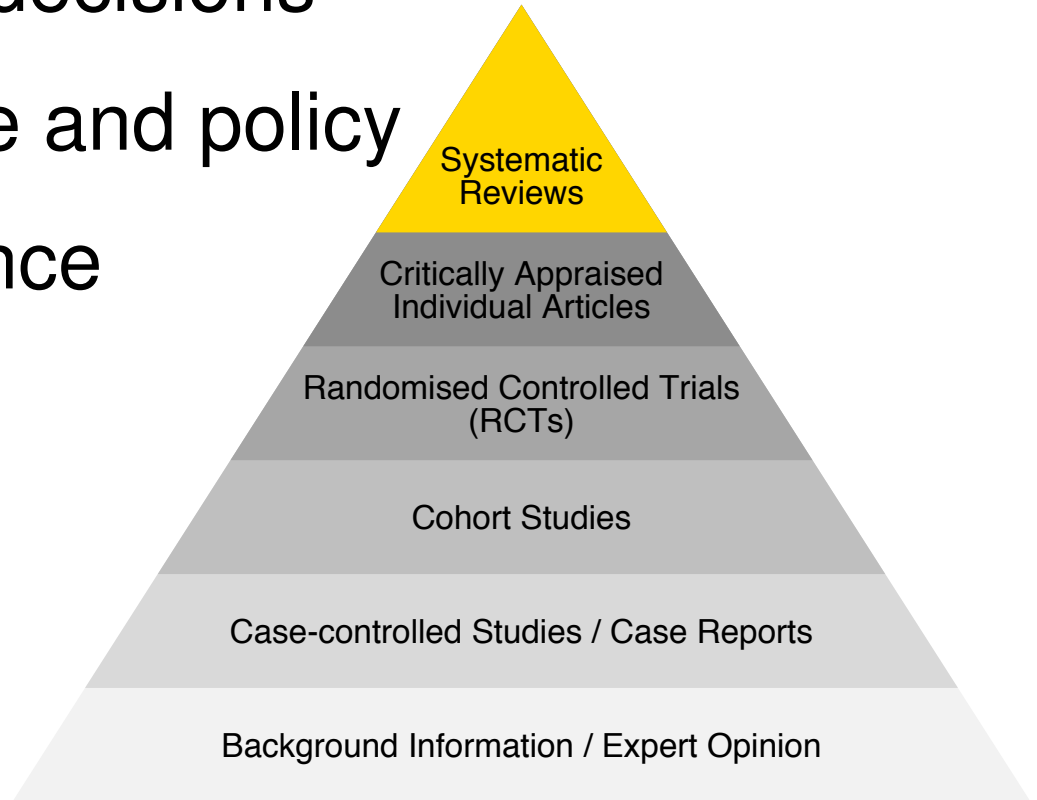 decisions
e and policy
nce
Systematic
Reviews
Critically Appraised
Individual Articles
Randomised Controlled Trials
(RCTs)
Cohort Studies
Case-controlled Studies / Case Reports
Background Information / Expert Opinion